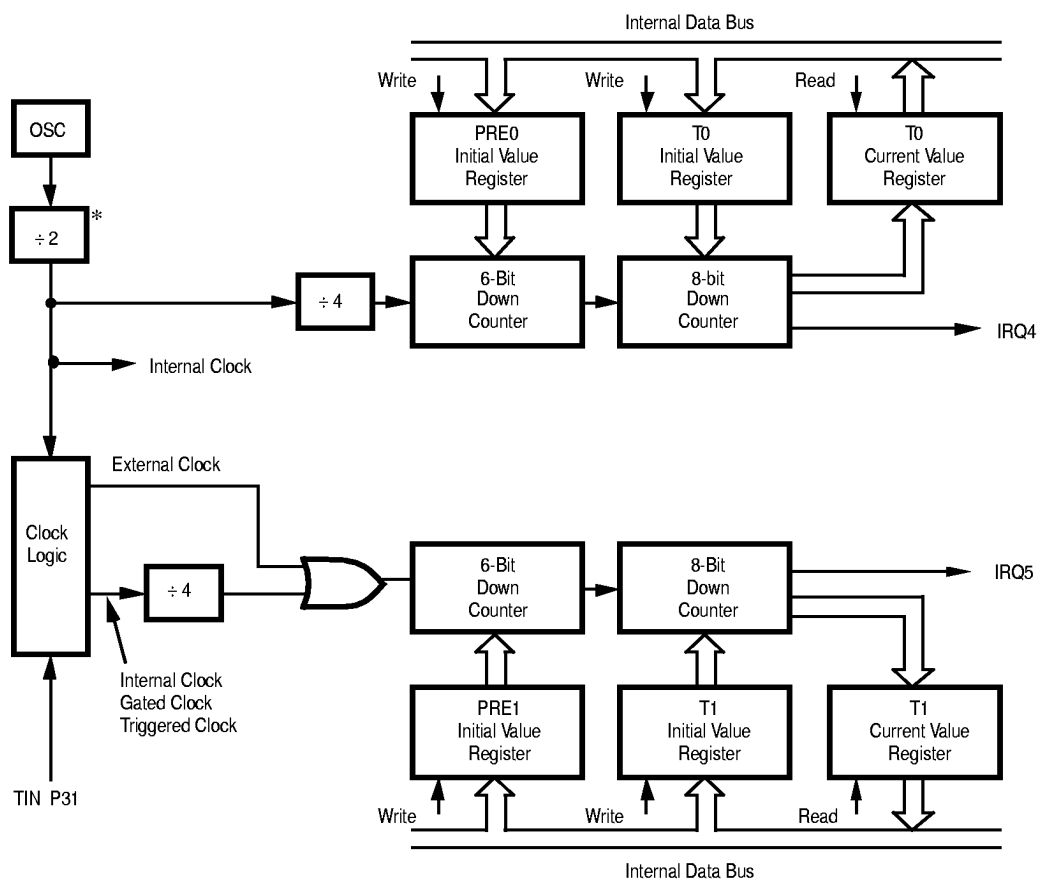 Internal Data Bus
Write
Write
Read
OSC
PRE0
Initial Value
Register
T0
Initial Value
Register
T0
Current Value
Register
÷ 2
*
÷ 4
6-Bit
Down
Counter
8-bit
Down
Counter
IRQ4
Internal Clock
External Clock
Clock
Logic
÷ 4
6-Bit
Down
Counter
8-Bit
Down
Counter
IRQ5
Internal Clock
Gated Clock
Triggered Clock
PRE1
Initial Value
Register
T1
Initial Value
Register
T1
Current Value
Register
TIN P31
Write
Write
Read
Internal Data Bus